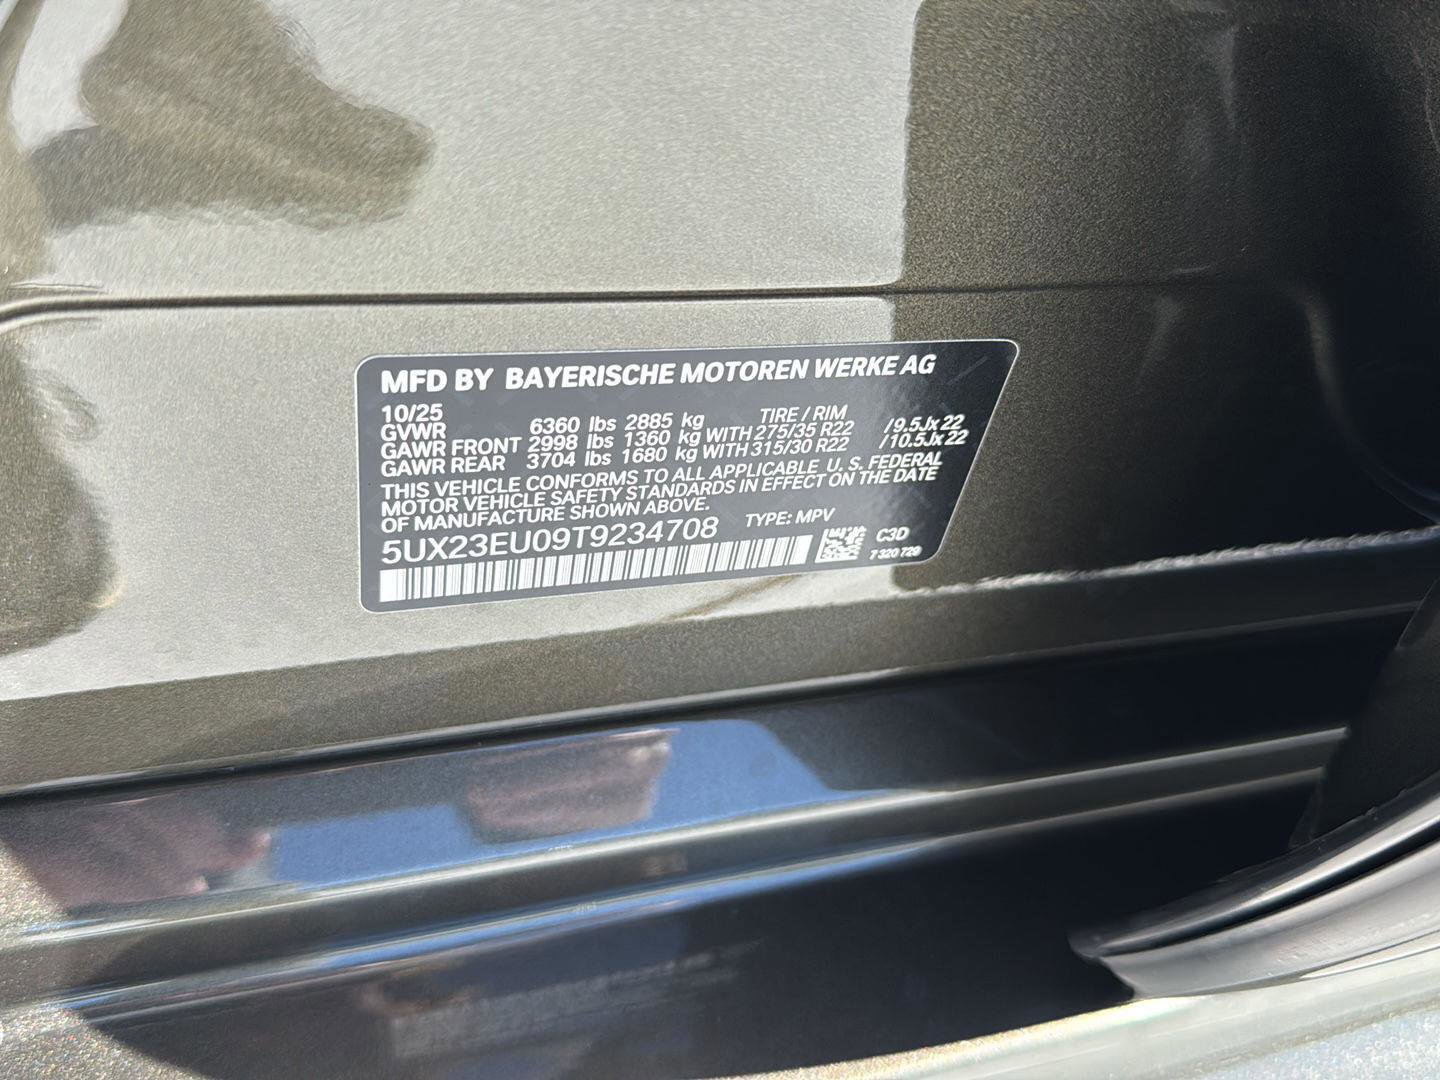 MFD BY BAYERISCHE MOTOREN WERKE AG
10/25 TIRE / RIM
GVWR 6360 lbs 2885 kg
GAWR FRONT 2998 lbs 1360 kg WITH 275/35 R22 /9.5Jx22
GAWR REAR 3704 lbs 1680 kg WITH 315/30 R22 /10.5Jx22
THIS VEHICLE CONFORMS TO ALL APPLICABLE U. S. FEDERAL
MOTOR VEHICLE SAFETY STANDARDS IN EFFECT ON THE DATE
OF MANUFACTURE SHOWN ABOVE.
5UX23EU09T9234708 TYPE: MPV
C3D
7 320 729